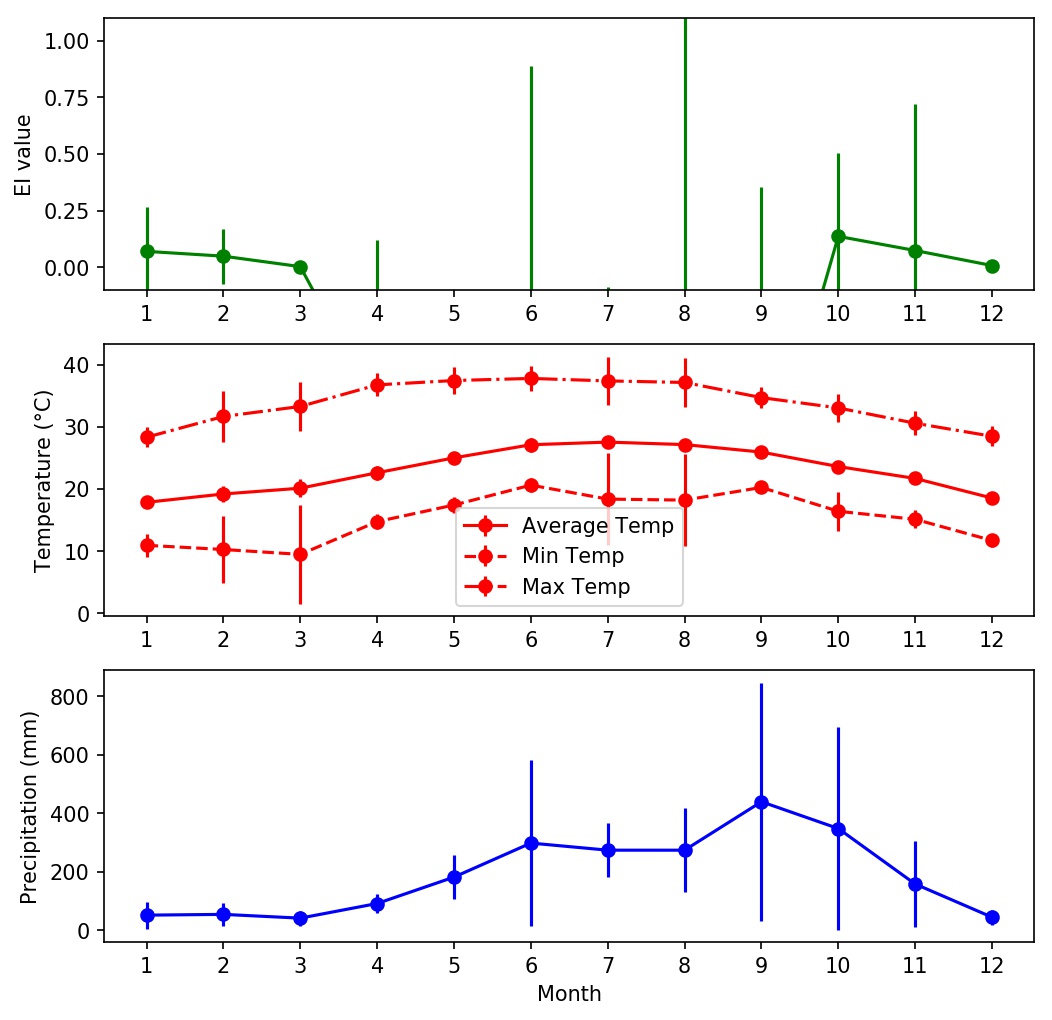 1.00
0.75
0.50
0.25
0.00
EI value
1 2 3 4 5 6 7 8 9 10 11 12
40
30
20
10
0
Temperature (°C)
Average Temp
Min Temp
Max Temp
1 2 3 4 5 6 7 8 9 10 11 12
800
600
400
200
0
Precipitation (mm)
1 2 3 4 5 6 7 8 9 10 11 12
Month